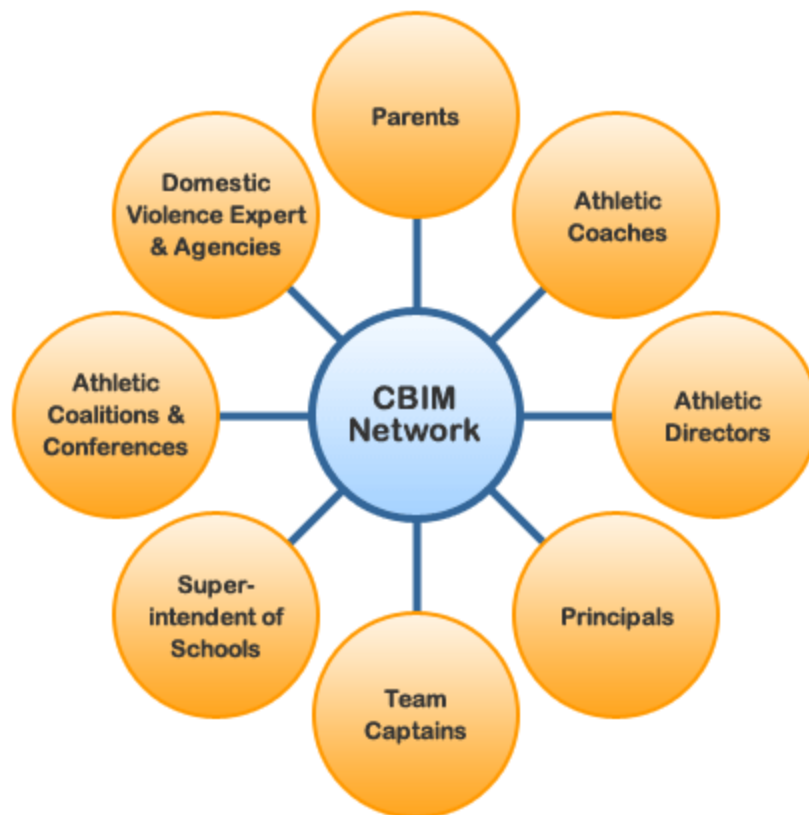 Parents
Domestic
Violence Expert
& Agencies
Athletic
Coaches
Athletic
Coalitions &
Conferences
CBIM
Network
Athletic
Directors
Super-
intendent of
Schools
Principals
Team
Captains